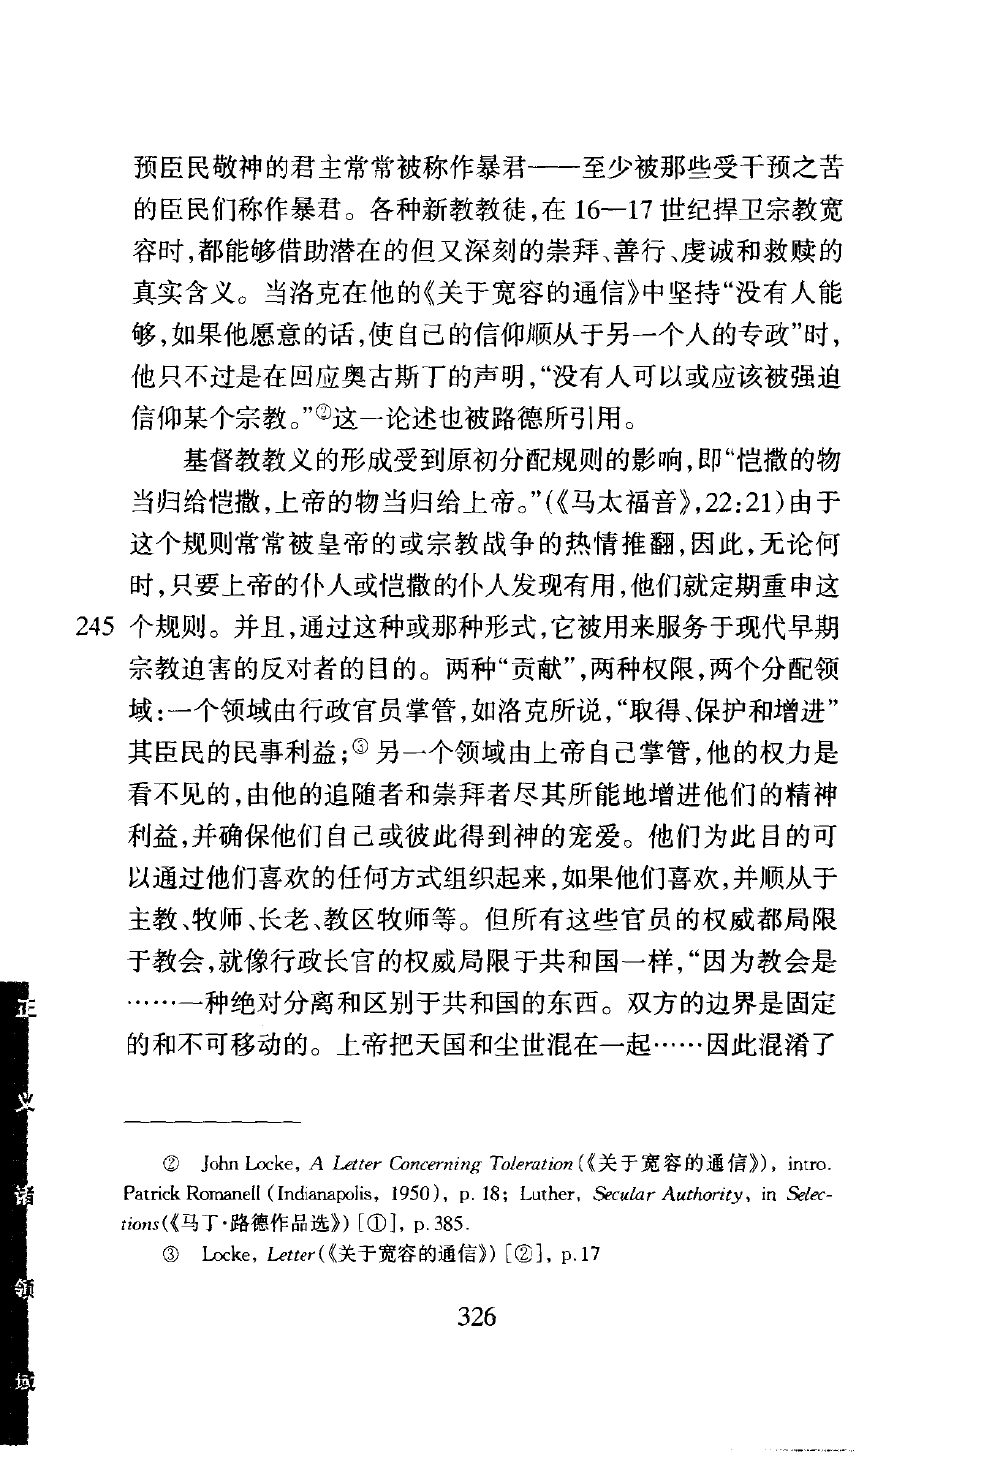 预臣民敬神的君主常常被称作暴君——至少被那些受干预之苦
的臣民们称作暴君。各种新教教徒,在16—17世纪捍卫宗教宽
容时,都能够借助潜在的但又深刻的崇拜、善行、虔诚和救赎的
真实含义。当洛克在他的《关于宽容的通信》中坚持“没有人能
够,如果他愿意的话,使自己的信仰顺从于另一个人的专政”时,
他只不过是在回应奥古斯丁的声明,“没有人可以或应该被强迫
信仰某个宗教。”②这一论述也被路德所引用。
基督教教义的形成受到原初分配规则的影响,即“恺撒的物
当归给恺撒,上帝的物当归给上帝。”(《马太福音》,22:21)由于
这个规则常常被皇帝的或宗教战争的热情推翻,因此,无论何
时,只要上帝的仆人或恺撒的仆人发现有用,他们就定期重申这
245 个规则。并且,通过这种或那种形式,它被用来服务于现代早期
宗教迫害的反对者的目的。两种“贡献”,两种权限,两个分配领
域:一个领域由行政官员掌管,如洛克所说,“取得、保护和增进”
其臣民的民事利益;③另一个领域由上帝自己掌管,他的权力是
看不见的,由他的追随者和崇拜者尽其所能地增进他们的精神
利益,并确保他们自己或彼此得到神的宠爱。他们为此目的可
以通过他们喜欢的任何方式组织起来,如果他们喜欢,并顺从于
主教、牧师、长老、教区牧师等。但所有这些官员的权威都局限
于教会,就像行政长官的权威局限于共和国一样,“因为教会是
……一种绝对分离和区别于共和国的东西。双方的边界是固定
的和不可移动的。上帝把天国和尘世混在一起……因此混淆了
② John Locke, A Letter Concerning Toleration(《关于宽容的通信》), intro.
Patrick Romanell (Indianapolis, 1950), p. 18; Luther, Secular Authority, in Selec-
tions(《马丁·路德作品选》) [①], p. 385.
③ Locke, Letter(《关于宽容的通信》) [②], p. 17
326
正
义
诸
领
域